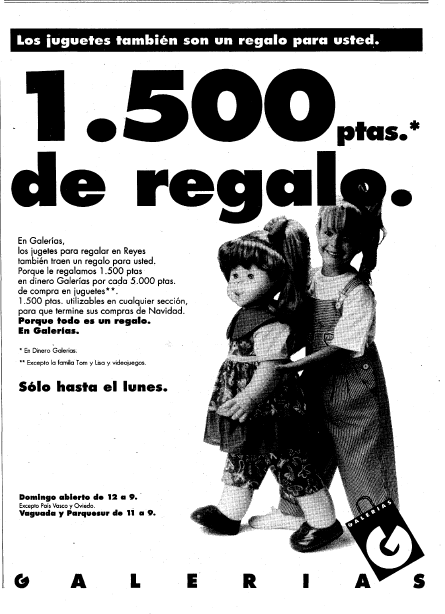 Los juguetes también son un regalo para usted.
1.500
ptas.*
de regalo.
En Galerías,
los jugetes para regalar en Reyes
también traen un regalo para usted.
Porque le regalamos 1.500 ptas
en dinero Galerías por cada 5.000 ptas.
de compra en juguetes**.
1.500 ptas. utilizables en cualquier sección,
para que termine sus compras de Navidad.
Porque todo es un regalo.
En Galerías.
* En Dinero Galerías.
** Excepto la familia Tom y Lisa y videojuegos.
Sólo hasta el lunes.
Domingo abierto de 12 a 9.
Excepto País Vasco y Oviedo.
Vaguada y Parquesur de 11 a 9.
GALERIAS
G
G A L E R I A S